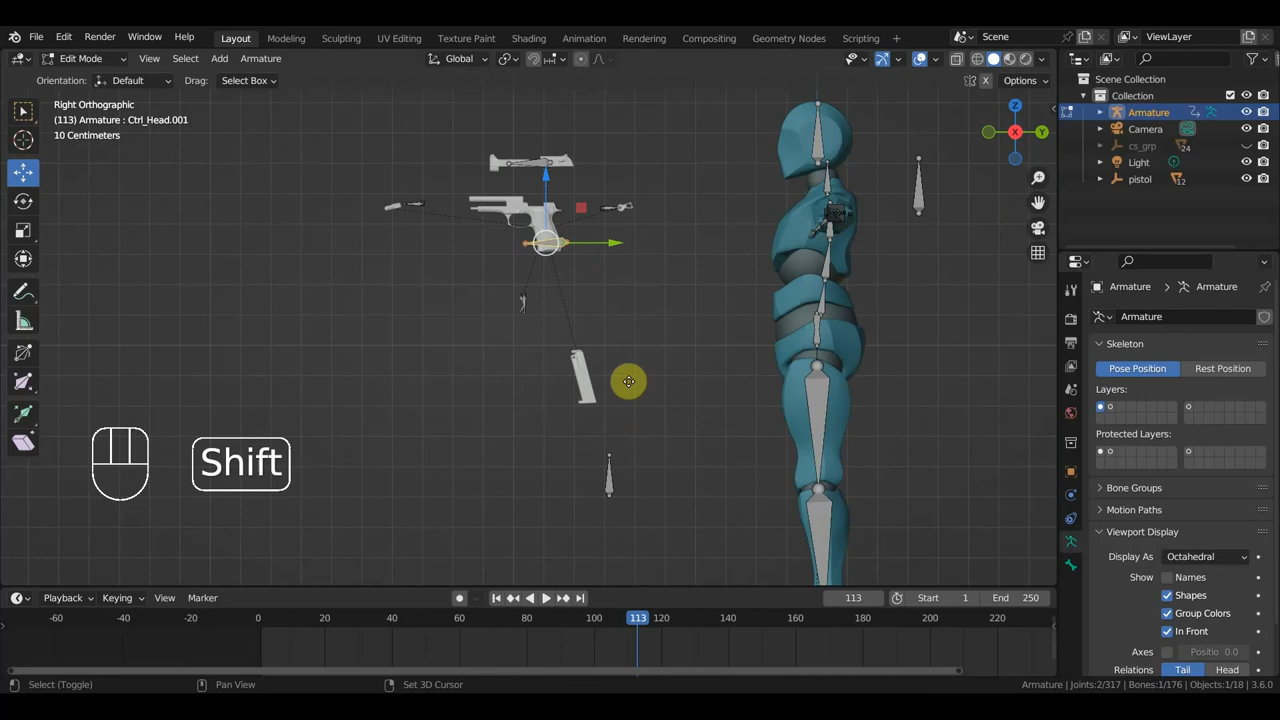 File Edit Render Window Help Layout Modeling Sculpting UV Editing Texture Paint Shading Animation Rendering Compositing Geometry Nodes Scripting + Scene ViewLayer
Edit Mode View Select Add Armature Global
Orientation: Default Drag: Select Box X Options
Right Orthographic
(113) Armature : Ctrl_Head.001
10 Centimeters
Z
Y
X
Shift
Scene Collection
Collection
Armature
Camera
cs_grp 24
Light
pistol 12
Armature > Armature
Armature
Skeleton
Pose Position Rest Position
Layers:
Protected Layers:
Bone Groups
Motion Paths
Viewport Display
Display As Octahedral
Show Names
Shapes
Group Colors
In Front
Axes Positio 0.0
Relations Tail Head
Playback Keying View Marker 113 Start 1 End 250
-60 -40 -20 0 20 40 60 80 100 113 120 140 160 180 200 220
Select (Toggle) Pan View Set 3D Cursor Armature | Joints:2/317 | Bones:1/176 | Objects:1/18 | 3.6.0